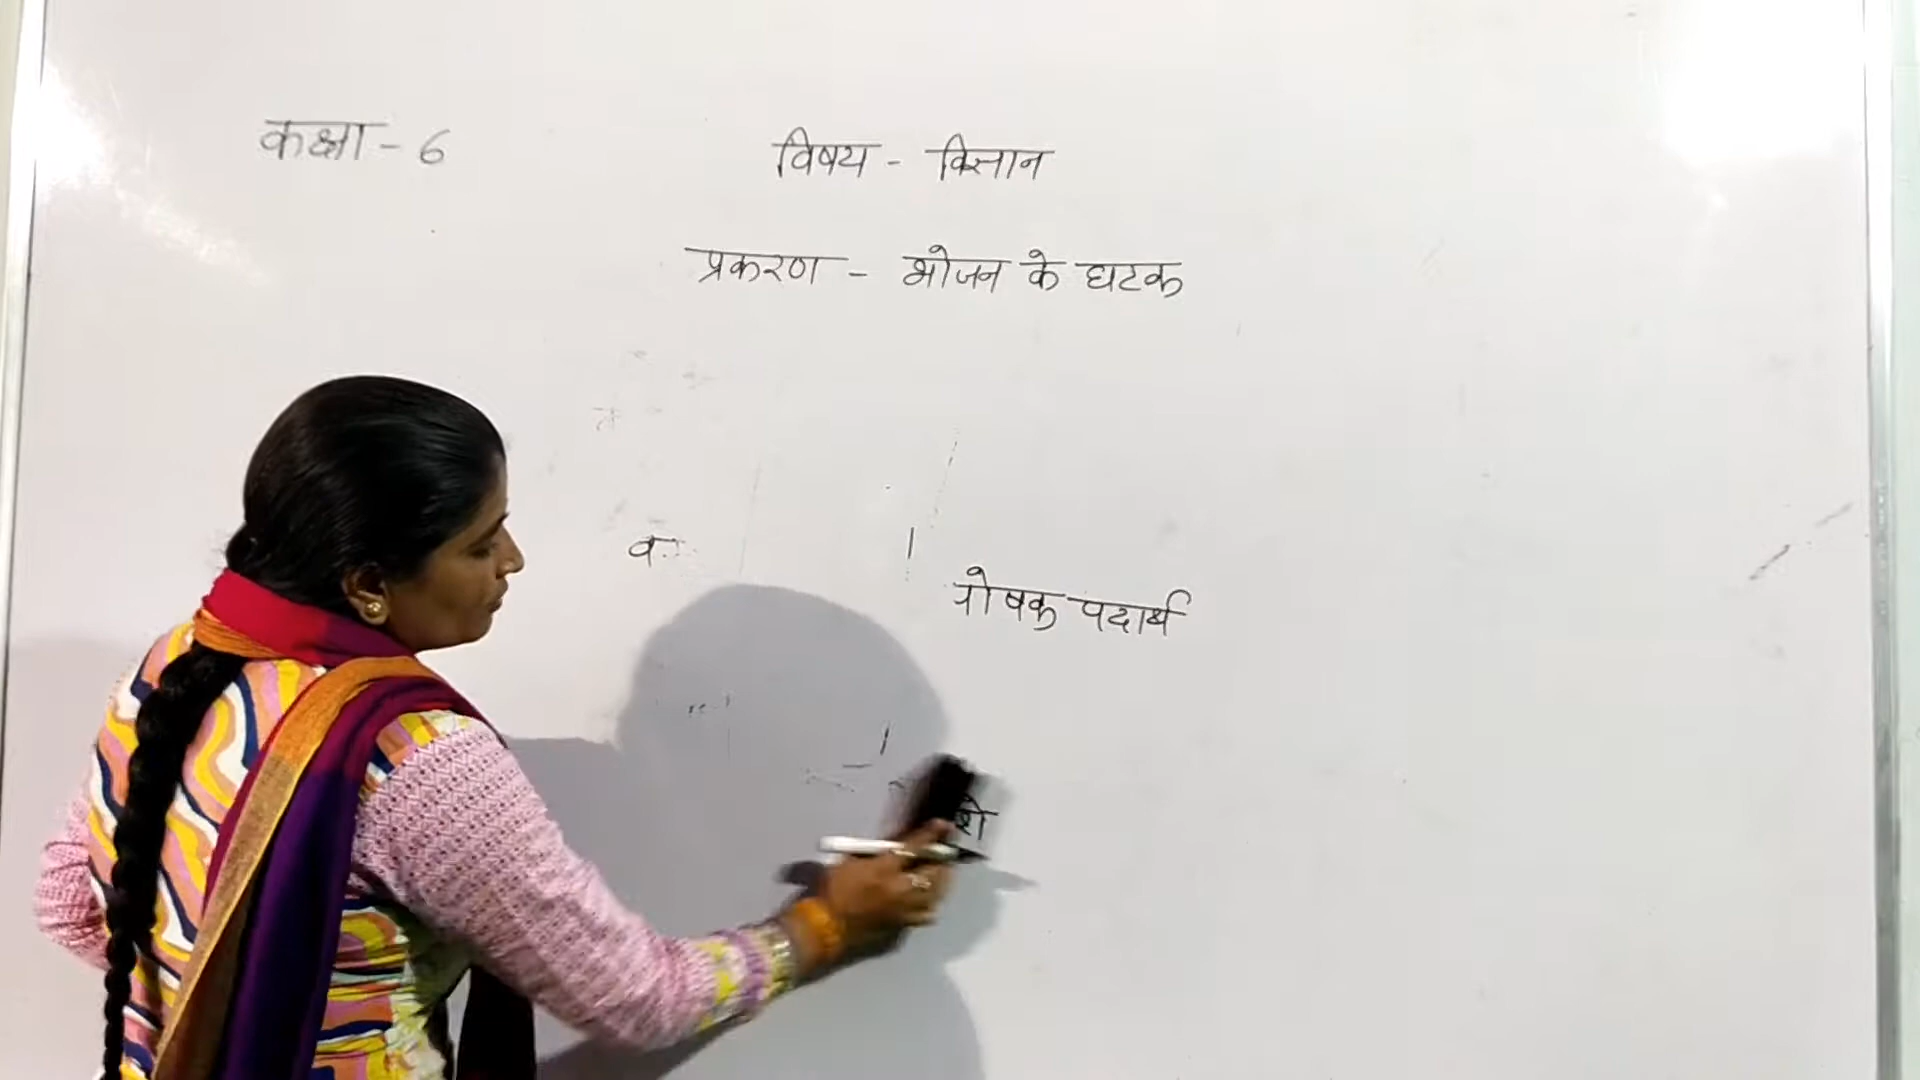 कक्षा - 6
विषय - विज्ञान
प्रकरण - भोजन के घटक
पोषक पदार्थ